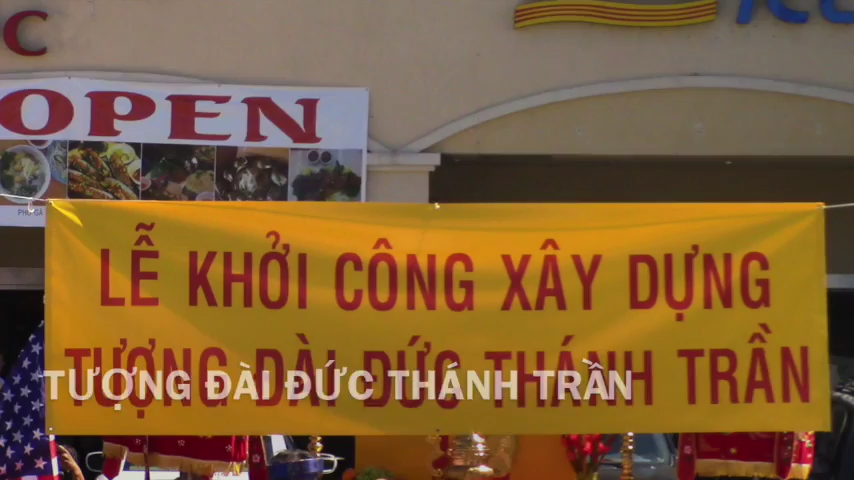 C
OPEN
LỄ KHỞI CÔNG XÂY DỰNG
TƯỢNG ĐÀI ĐỨC THÁNH TRẦN
TƯỢNG ĐÀI ĐỨC THÁNH TRẦN